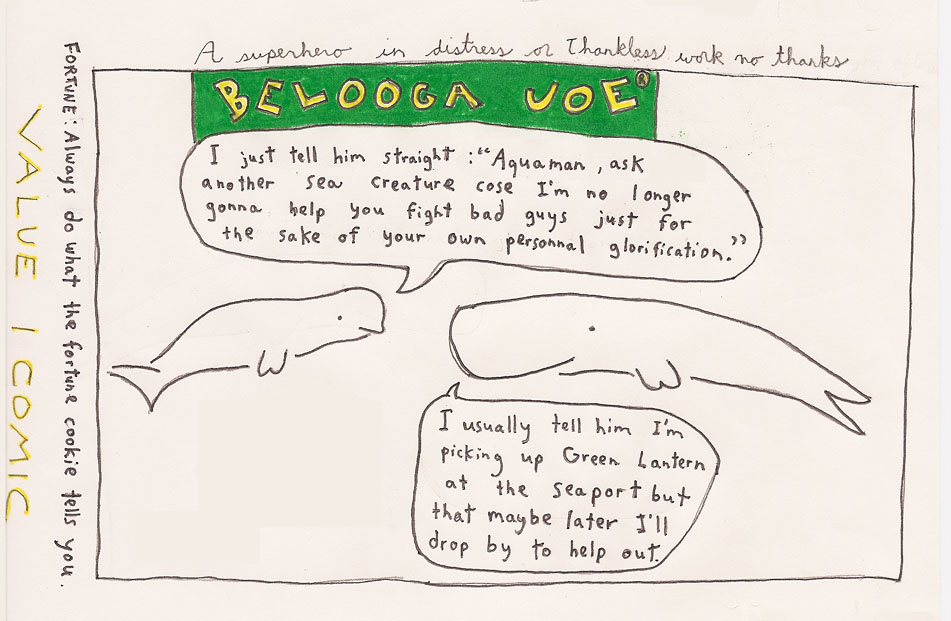 A superhero in distress or Thankless work no thanks
BELOOGA JOE®
I just tell him straight :"Aquaman, ask
another sea creature cose I'm no longer
gonna help you fight bad guys just for
the sake of your own personnal glorification."
I usually tell him I'm
picking up Green Lantern
at the seaport but
that maybe later I'll
drop by to help out.
FORTUNE: Always do what the fortune cookie tells you.
VALUE 1 COMIC